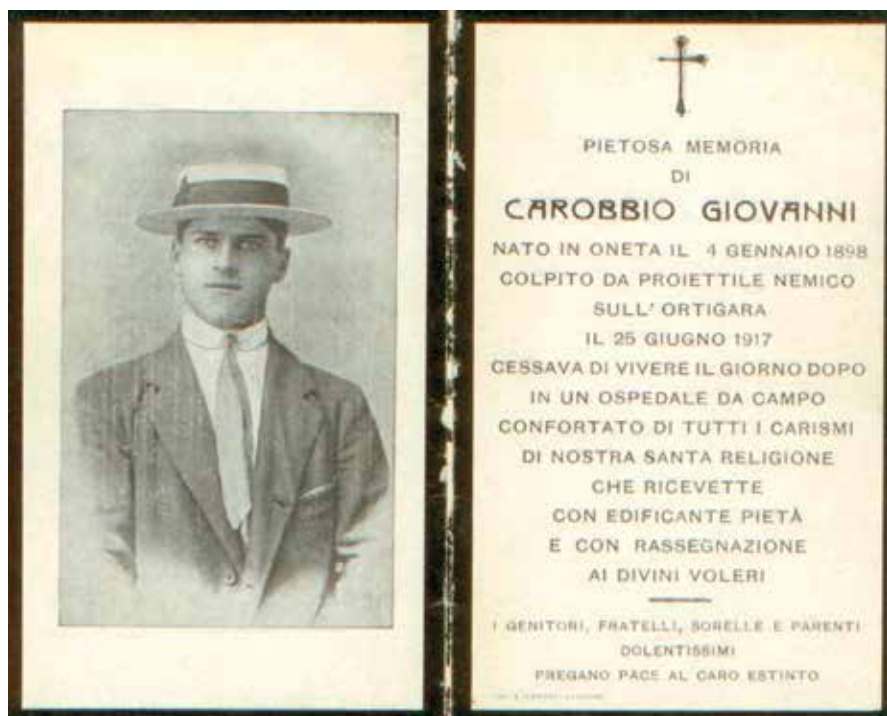 PIETOSA MEMORIA
DI
CAROBBIO GIOVANNI
NATO IN ONETA IL 4 GENNAIO 1898
COLPITO DA PROIETTILE NEMICO
SULL' ORTIGARA
IL 25 GIUGNO 1917
CESSAVA DI VIVERE IL GIORNO DOPO
IN UN OSPEDALE DA CAMPO
CONFORTATO DI TUTTI I CARISMI
DI NOSTRA SANTA RELIGIONE
CHE RICEVETTE
CON EDIFICANTE PIETÀ
E CON RASSEGNAZIONE
AI DIVINI VOLERI
I GENITORI, FRATELLI, SORELLE E PARENTI
DOLENTISSIMI
PREGANO PACE AL CARO ESTINTO